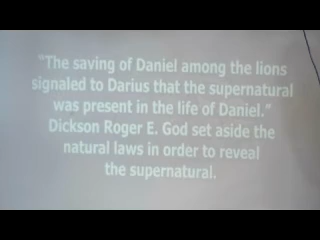 "The saving of Daniel among the lions
signaled to Darius that the supernatural
was present in the life of Daniel."
Dickson Roger E. God set aside the
natural laws in order to reveal
the supernatural.